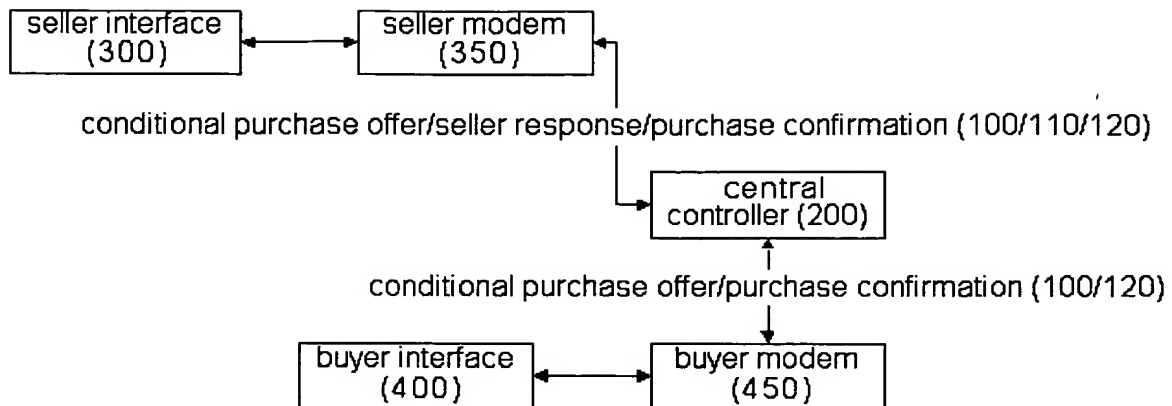 seller interface
(300)
seller modem
(350)
conditional purchase offer/seller response/purchase confirmation (100/110/120)
central
controller (200)
conditional purchase offer/purchase confirmation (100/120)
buyer interface
(400)
buyer modem
(450)